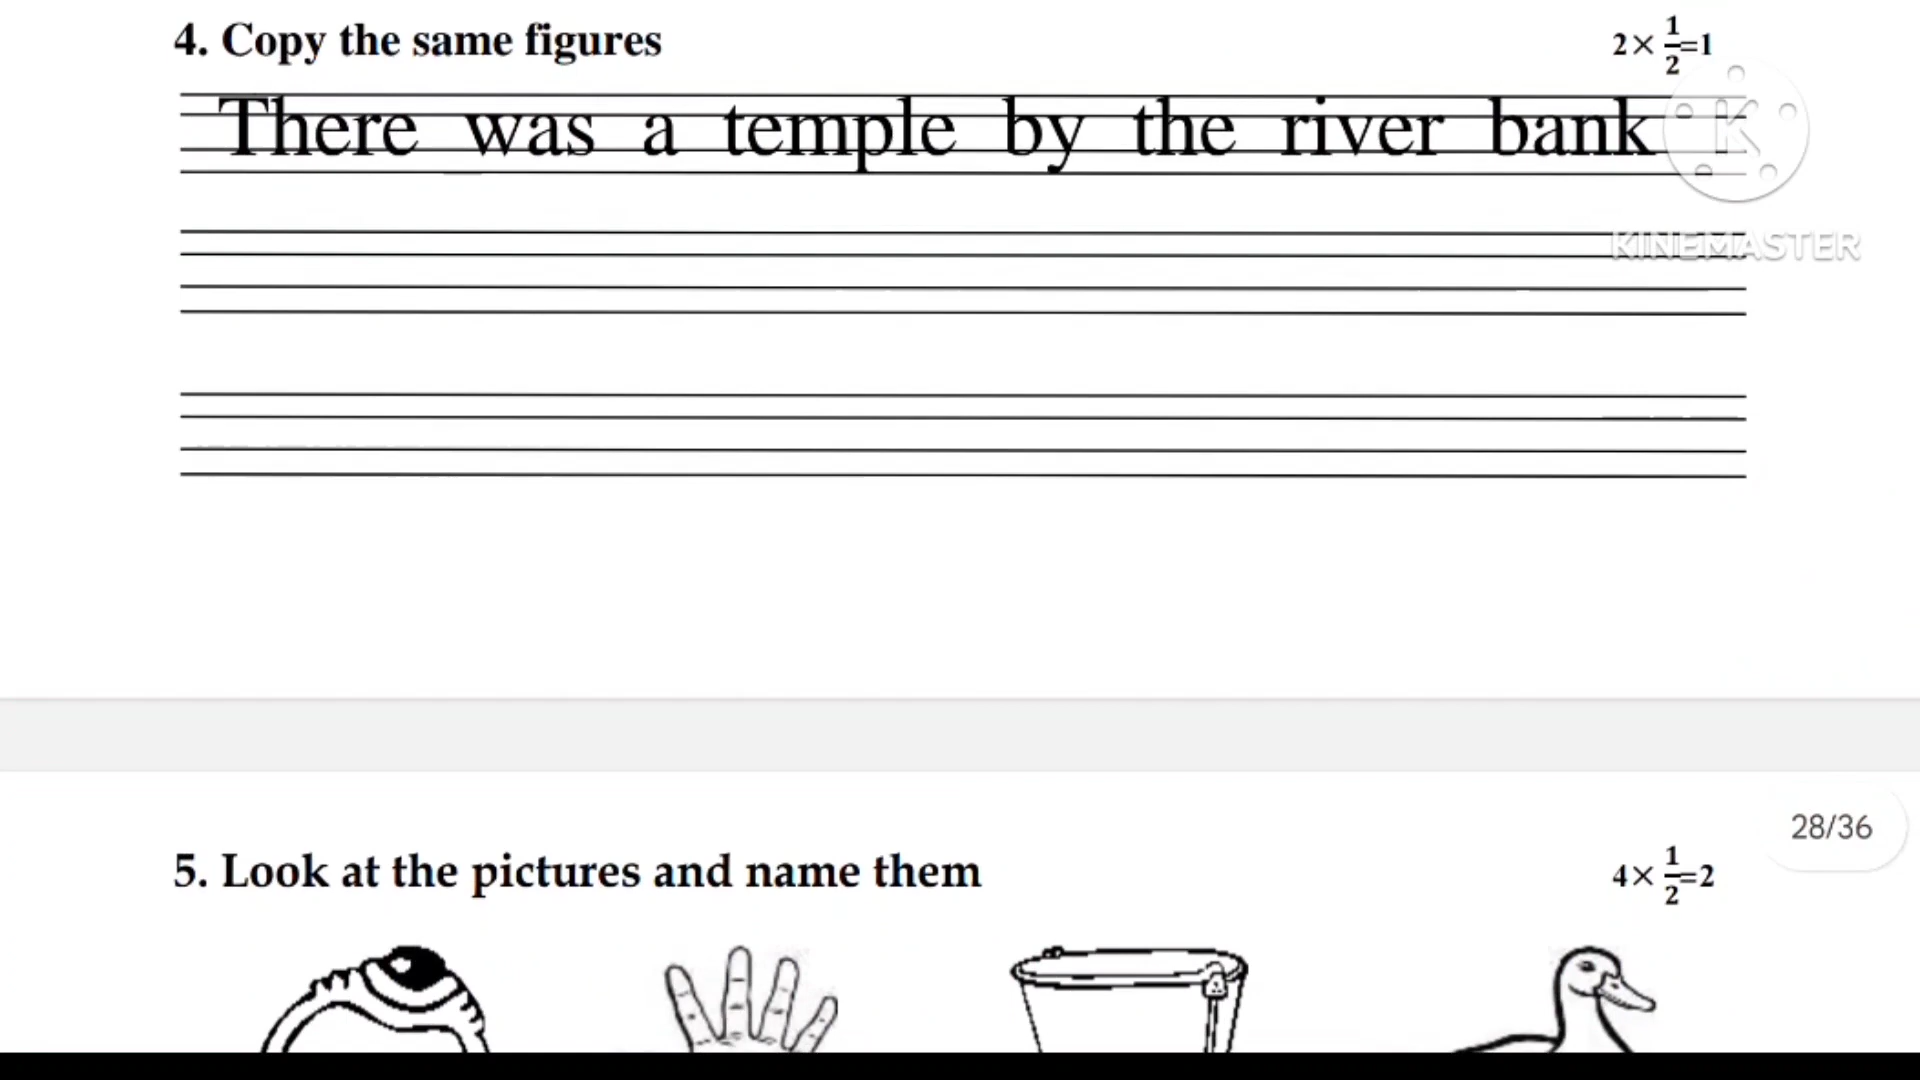 4. Copy the same figures 2× 1/2=1
There was a temple by the river bank
K
KINEMASTER
28/36
5. Look at the pictures and name them 4× 1/2=2